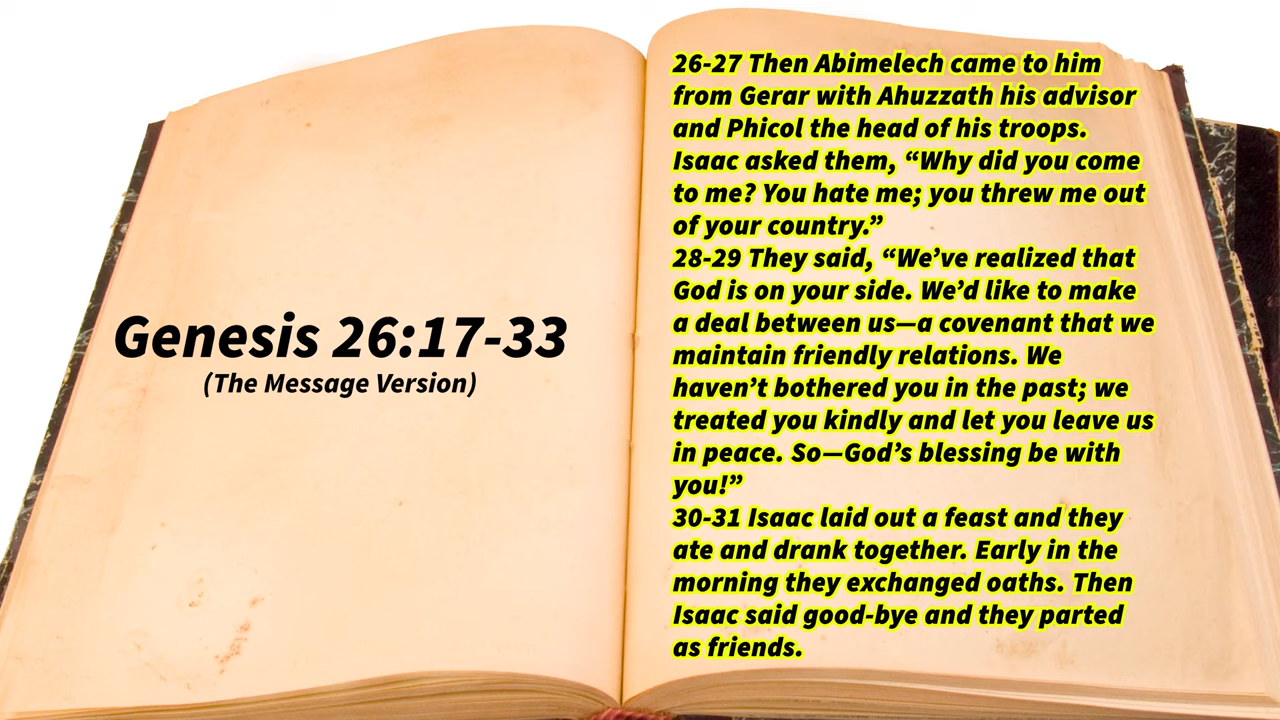 Genesis 26:17-33
(The Message Version)
26-27 Then Abimelech came to him
from Gerar with Ahuzzath his advisor
and Phicol the head of his troops.
Isaac asked them, “Why did you come
to me? You hate me; you threw me out
of your country.”
28-29 They said, “We’ve realized that
God is on your side. We’d like to make
a deal between us—a covenant that we
maintain friendly relations. We
haven’t bothered you in the past; we
treated you kindly and let you leave us
in peace. So—God’s blessing be with
you!”
30-31 Isaac laid out a feast and they
ate and drank together. Early in the
morning they exchanged oaths. Then
Isaac said good-bye and they parted
as friends.